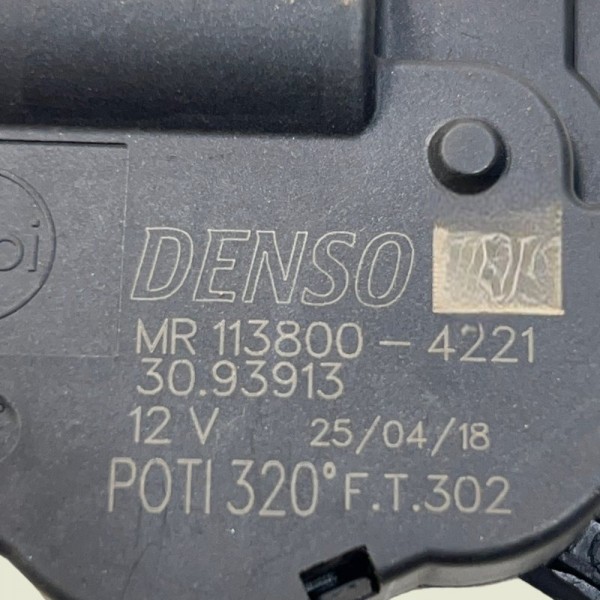 DENSO
MR 113800-4221
30.93913
12 V 25/04/18
POTI 320° F.T.302